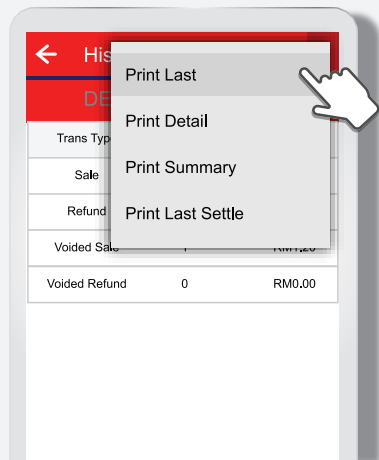 His
Print Last
DE
Print Detail
Trans Typ
Sale
Print Summary
Refund
Print Last Settle
Voided Sale 1 RM1.20
Voided Refund 0 RM0.00